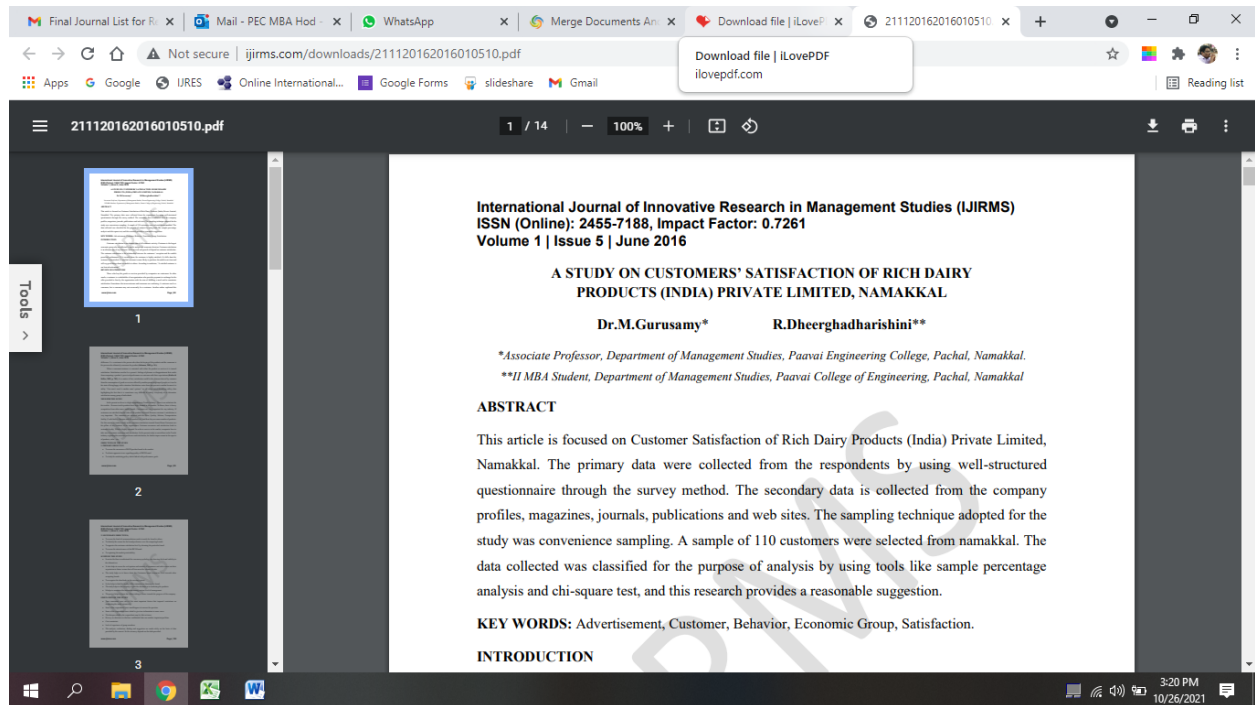 Final Journal List for Re
Mail - PEC MBA Hod -
WhatsApp
Merge Documents An
Download file | iLoveP
211120162016010510
Not secure | ijirms.com/downloads/211120162016010510.pdf
Download file | iLovePDF
ilovepdf.com
Apps Google IJRES Online International... Google Forms slideshare Gmail Reading list
211120162016010510.pdf 1 / 14 100%
Tools
1
2
3
International Journal of Innovative Research in Management Studies (IJIRMS)
ISSN (Online): 2455-7188, Impact Factor: 0.7261
Volume 1 | Issue 5 | June 2016
A STUDY ON CUSTOMERS’ SATISFACTION OF RICH DAIRY
PRODUCTS (INDIA) PRIVATE LIMITED, NAMAKKAL
Dr.M.Gurusamy* R.Dheerghadharishini**
*Associate Professor, Department of Management Studies, Paavai Engineering College, Pachal, Namakkal.
**II MBA Student, Department of Management Studies, Paavai College of Engineering, Pachal, Namakkal
ABSTRACT
This article is focused on Customer Satisfaction of Rich Dairy Products (India) Private Limited,
Namakkal. The primary data were collected from the respondents by using well-structured
questionnaire through the survey method. The secondary data is collected from the company
profiles, magazines, journals, publications and web sites. The sampling technique adopted for the
study was convenience sampling. A sample of 110 customers were selected from namakkal. The
data collected was classified for the purpose of analysis by using tools like sample percentage
analysis and chi-square test, and this research provides a reasonable suggestion.
KEY WORDS: Advertisement, Customer, Behavior, Economic Group, Satisfaction.
INTRODUCTION
3:20 PM
10/26/2021